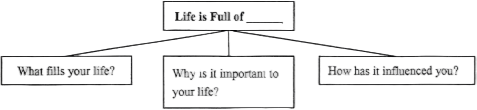 Life is Full of ______
What fills your life?
Why is it important to
your life?
How has it influenced you?